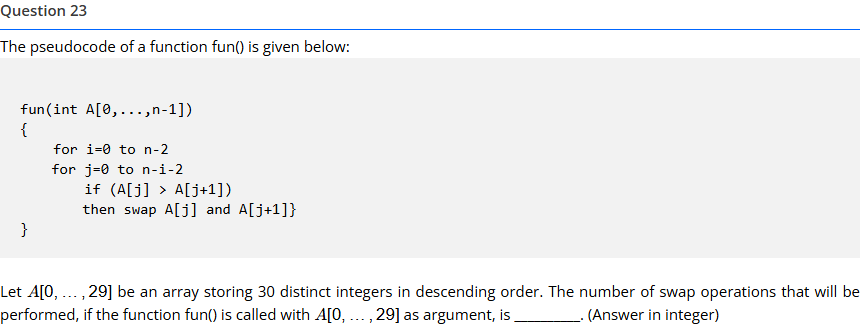 Question 23
The pseudocode of a function fun() is given below:
fun(int A[0,...,n-1])
{
for i=0 to n-2
for j=0 to n-i-2
if (A[j] > A[j+1])
then swap A[j] and A[j+1]}
}
Let A[0, … , 29] be an array storing 30 distinct integers in descending order. The number of swap operations that will be
performed, if the function fun() is called with A[0, … , 29] as argument, is ________. (Answer in integer)